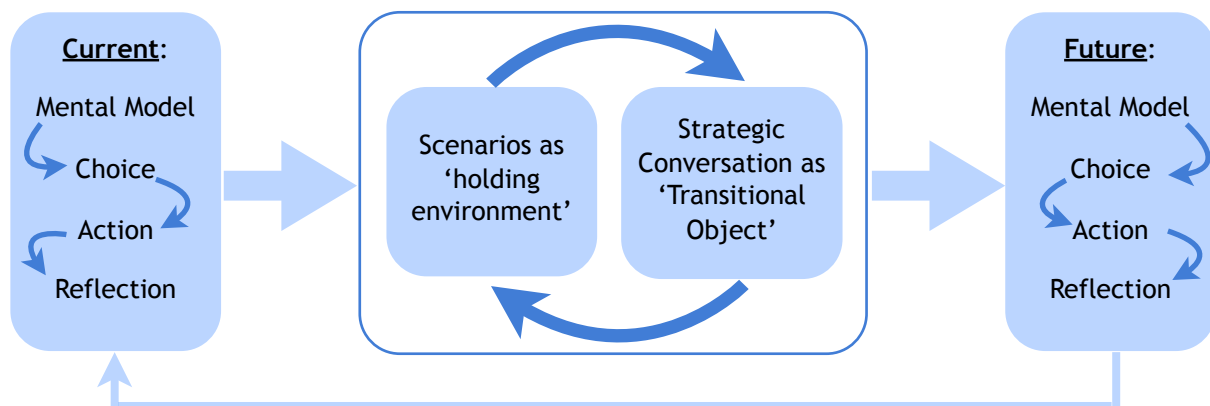 Current:
Mental Model
Choice
Action
Reflection
Scenarios as
‘holding
environment’
Strategic
Conversation as
‘Transitional
Object’
Future:
Mental Model
Choice
Action
Reflection